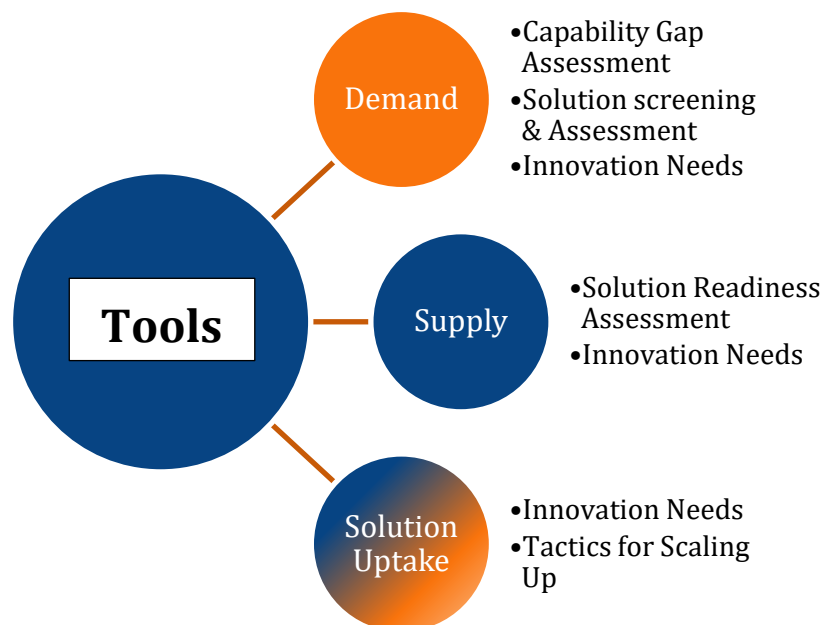 Tools
Demand
•Capability Gap
Assessment
•Solution screening
& Assessment
•Innovation Needs
Supply
•Solution Readiness
Assessment
•Innovation Needs
Solution
Uptake
•Innovation Needs
•Tactics for Scaling
Up